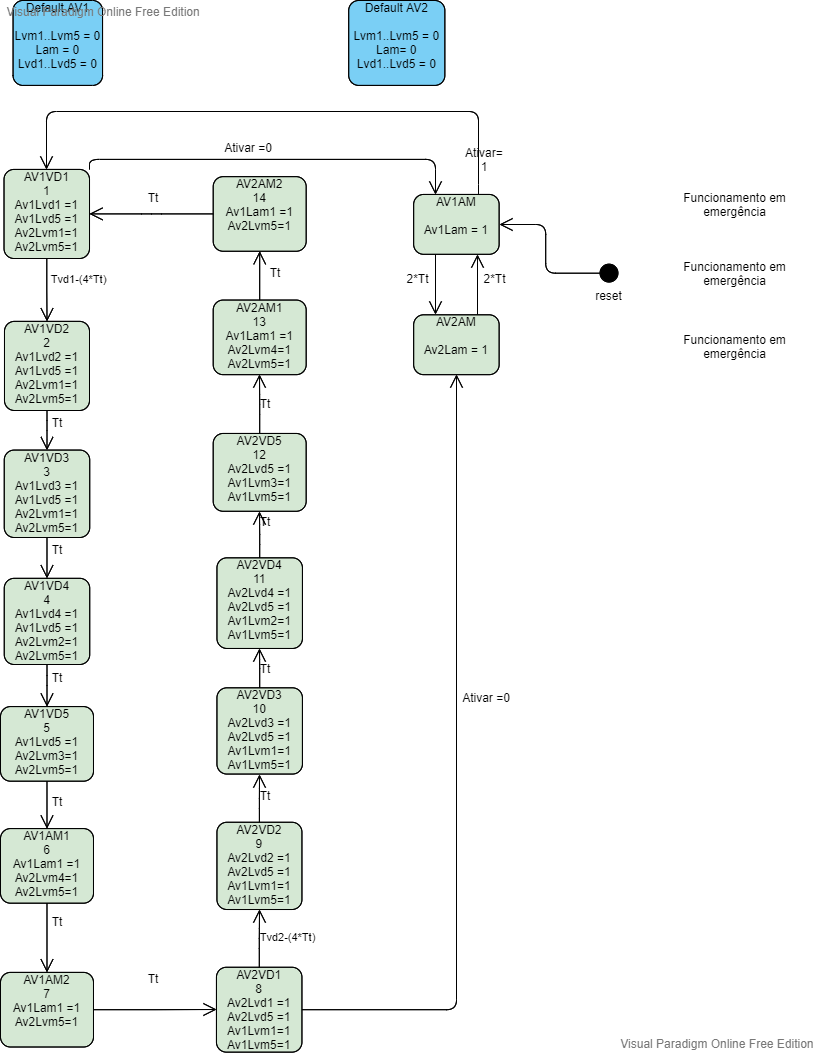 Default AV1
Visual Paradigm Online Free Edition
Lvm1..Lvm5 = 0
Lam = 0
Lvd1..Lvd5 = 0
Default AV2
Lvm1..Lvm5 = 0
Lam= 0
Lvd1..Lvd5 = 0
Ativar =0
Ativar=
1
AV1VD1
1
Av1Lvd1 =1
Av1Lvd5 =1
Av2Lvm1=1
Av2Lvm5=1
Tt
AV2AM2
14
Av1Lam1 =1
Av2Lvm5=1
AV1AM
Av1Lam = 1
Funcionamento em
emergência
Tvd1-(4*Tt)
Tt
2*Tt
2*Tt
reset
Funcionamento em
emergência
AV1VD2
2
Av1Lvd2 =1
Av1Lvd5 =1
Av2Lvm1=1
Av2Lvm5=1
AV2AM1
13
Av1Lam1 =1
Av2Lvm4=1
Av2Lvm5=1
AV2AM
Av2Lam = 1
Funcionamento em
emergência
Tt
Tt
AV1VD3
3
Av1Lvd3 =1
Av1Lvd5 =1
Av2Lvm1=1
Av2Lvm5=1
AV2VD5
12
Av2Lvd5 =1
Av1Lvm3=1
Av1Lvm5=1
Tt
Tt
AV1VD4
4
Av1Lvd4 =1
Av1Lvd5 =1
Av2Lvm2=1
Av2Lvm5=1
AV2VD4
11
Av2Lvd4 =1
Av2Lvd5 =1
Av1Lvm2=1
Av1Lvm5=1
Tt
Tt
AV1VD5
5
Av1Lvd5 =1
Av2Lvm3=1
Av2Lvm5=1
AV2VD3
10
Av2Lvd3 =1
Av2Lvd5 =1
Av1Lvm1=1
Av1Lvm5=1
Ativar =0
Tt
Tt
AV1AM1
6
Av1Lam1 =1
Av2Lvm4=1
Av2Lvm5=1
AV2VD2
9
Av2Lvd2 =1
Av2Lvd5 =1
Av1Lvm1=1
Av1Lvm5=1
Tt
Tvd2-(4*Tt)
AV1AM2
7
Av1Lam1 =1
Av2Lvm5=1
Tt
AV2VD1
8
Av2Lvd1 =1
Av2Lvd5 =1
Av1Lvm1=1
Av1Lvm5=1
Visual Paradigm Online Free Edition